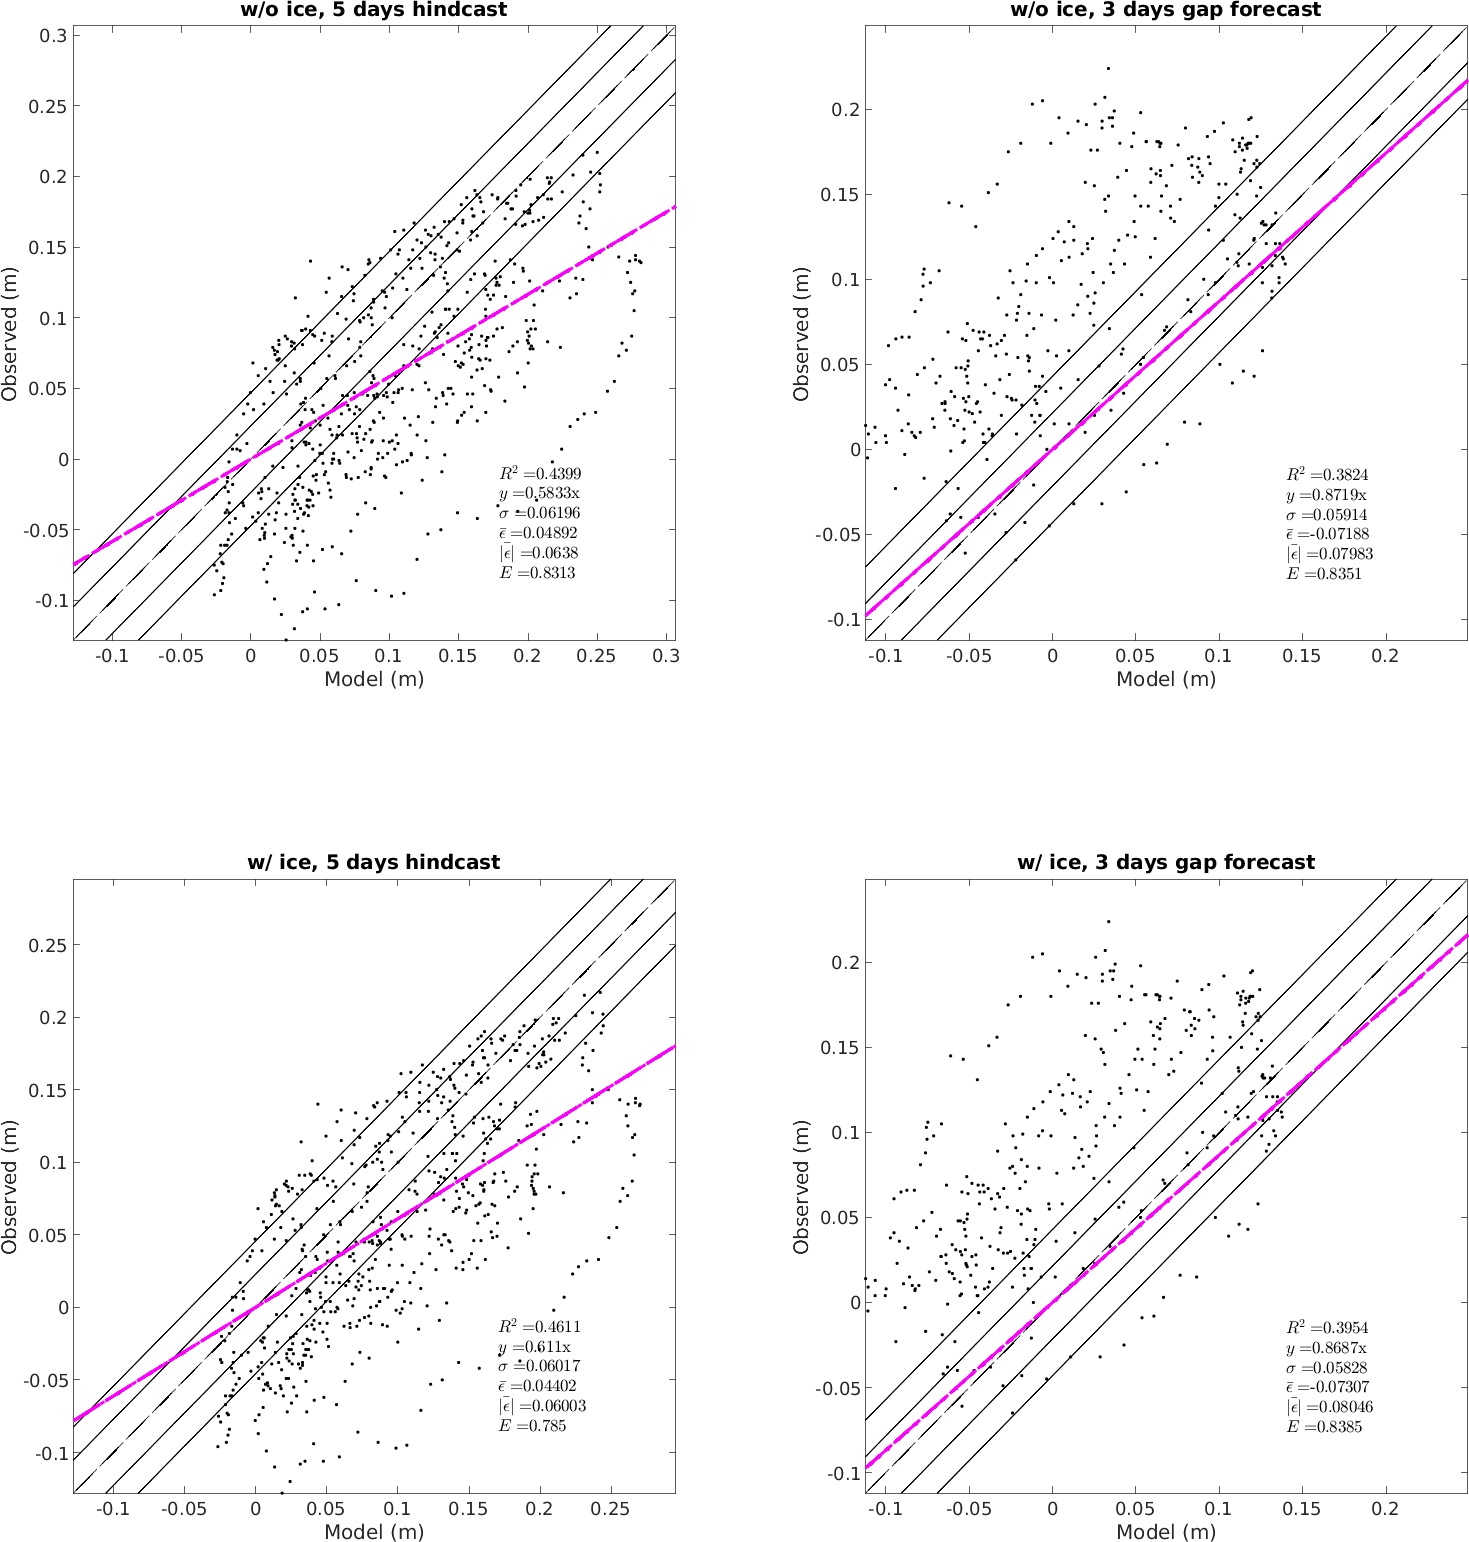 w/o ice, 5 days hindcast
0.3
0.25
0.2
0.15
0.1
0.05
0
-0.05
-0.1
Observed (m)
R² =0.4399
y =0.5833x
σ =0.06196
ε̄ =0.04892
|ε̄| =0.0638
E =0.8313
-0.1 -0.05 0 0.05 0.1 0.15 0.2 0.25 0.3
Model (m)
w/o ice, 3 days gap forecast
0.2
0.15
0.1
0.05
0
-0.05
-0.1
Observed (m)
R² =0.3824
y =0.8719x
σ =0.05914
ε̄ =-0.07188
|ε̄| =0.07983
E =0.8351
-0.1 -0.05 0 0.05 0.1 0.15 0.2
Model (m)
w/ ice, 5 days hindcast
0.25
0.2
0.15
0.1
0.05
0
-0.05
-0.1
Observed (m)
R² =0.4611
y =0.611x
σ =0.06017
ε̄ =0.04402
|ε̄| =0.06003
E =0.785
-0.1 -0.05 0 0.05 0.1 0.15 0.2 0.25
Model (m)
w/ ice, 3 days gap forecast
0.2
0.15
0.1
0.05
0
-0.05
-0.1
Observed (m)
R² =0.3954
y =0.8687x
σ =0.05828
ε̄ =-0.07307
|ε̄| =0.08046
E =0.8385
-0.1 -0.05 0 0.05 0.1 0.15 0.2
Model (m)